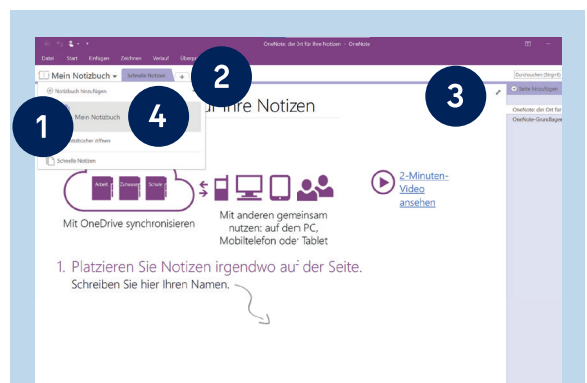 OneNote: der Ort für Ihre Notizen - OneNote
Datei Start Einfügen Zeichnen Verlauf
Mein Notizbuch Schnelle Notizen +
Durchsuchen (Strg+E)
Notizbuch hinzufügen
Seite hinzufügen
Mein Notizbuch
OneNote: der Ort für
OneNote-Grundlagen
öffnen
Schnelle Notizen
1
2
3
4
Ihre Notizen
Arbeit Zuhause Schule
2-Minuten-
Video
ansehen
Mit OneDrive synchronisieren
Mit anderen gemeinsam
nutzen: auf dem PC,
Mobiltelefon oder Tablet
1. Platzieren Sie Notizen irgendwo auf der Seite.
Schreiben Sie hier Ihren Namen.